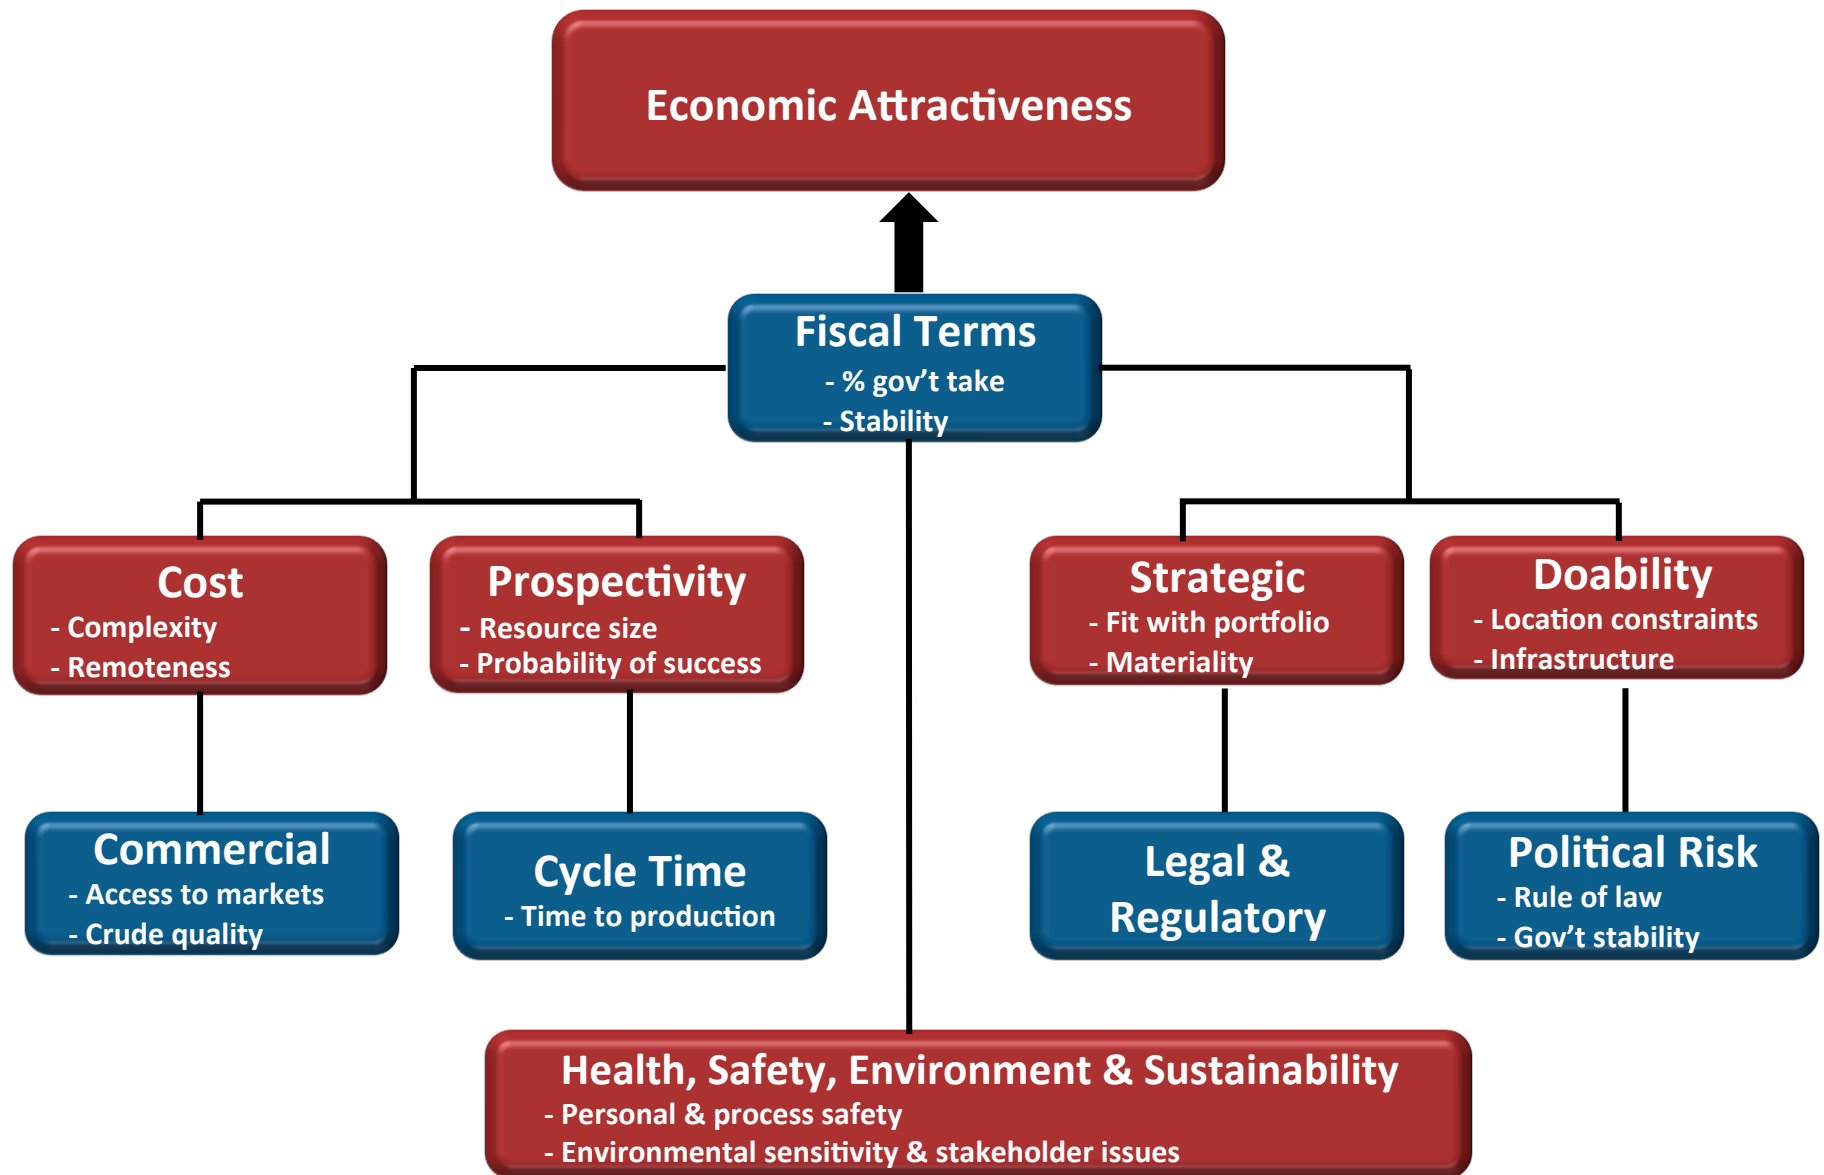 Economic Attractiveness
Fiscal Terms
- % gov’t take
- Stability
Cost
- Complexity
- Remoteness
Prospectivity
- Resource size
- Probability of success
Strategic
- Fit with portfolio
- Materiality
Doability
- Location constraints
- Infrastructure
Commercial
- Access to markets
- Crude quality
Cycle Time
- Time to production
Legal &
Regulatory
Political Risk
- Rule of law
- Gov’t stability
Health, Safety, Environment & Sustainability
- Personal & process safety
- Environmental sensitivity & stakeholder issues